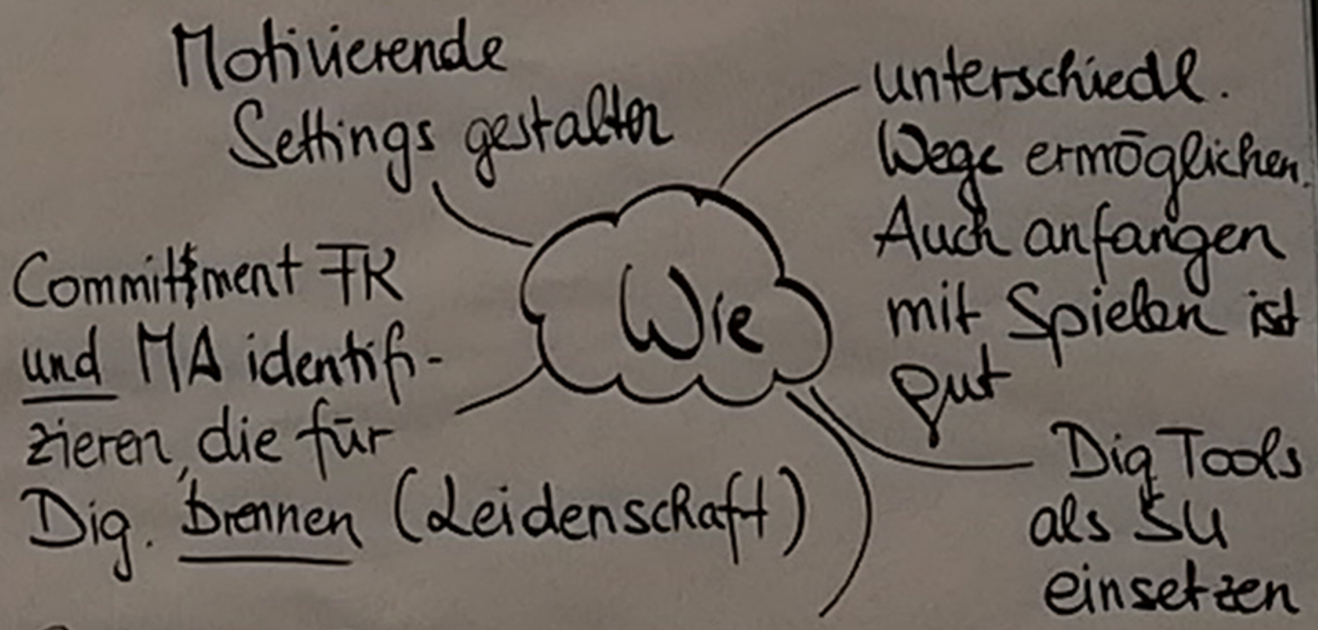 Motivierende
Settings gestalten
unterschiedl.
Wege ermöglichen.
Auch anfangen
mit Spielen ist
gut
Wie
Commitment FK
und MA identifi-
zieren, die für
Dig. brennen (Leidenschaft)
Dig Tools
als SU
einsetzen